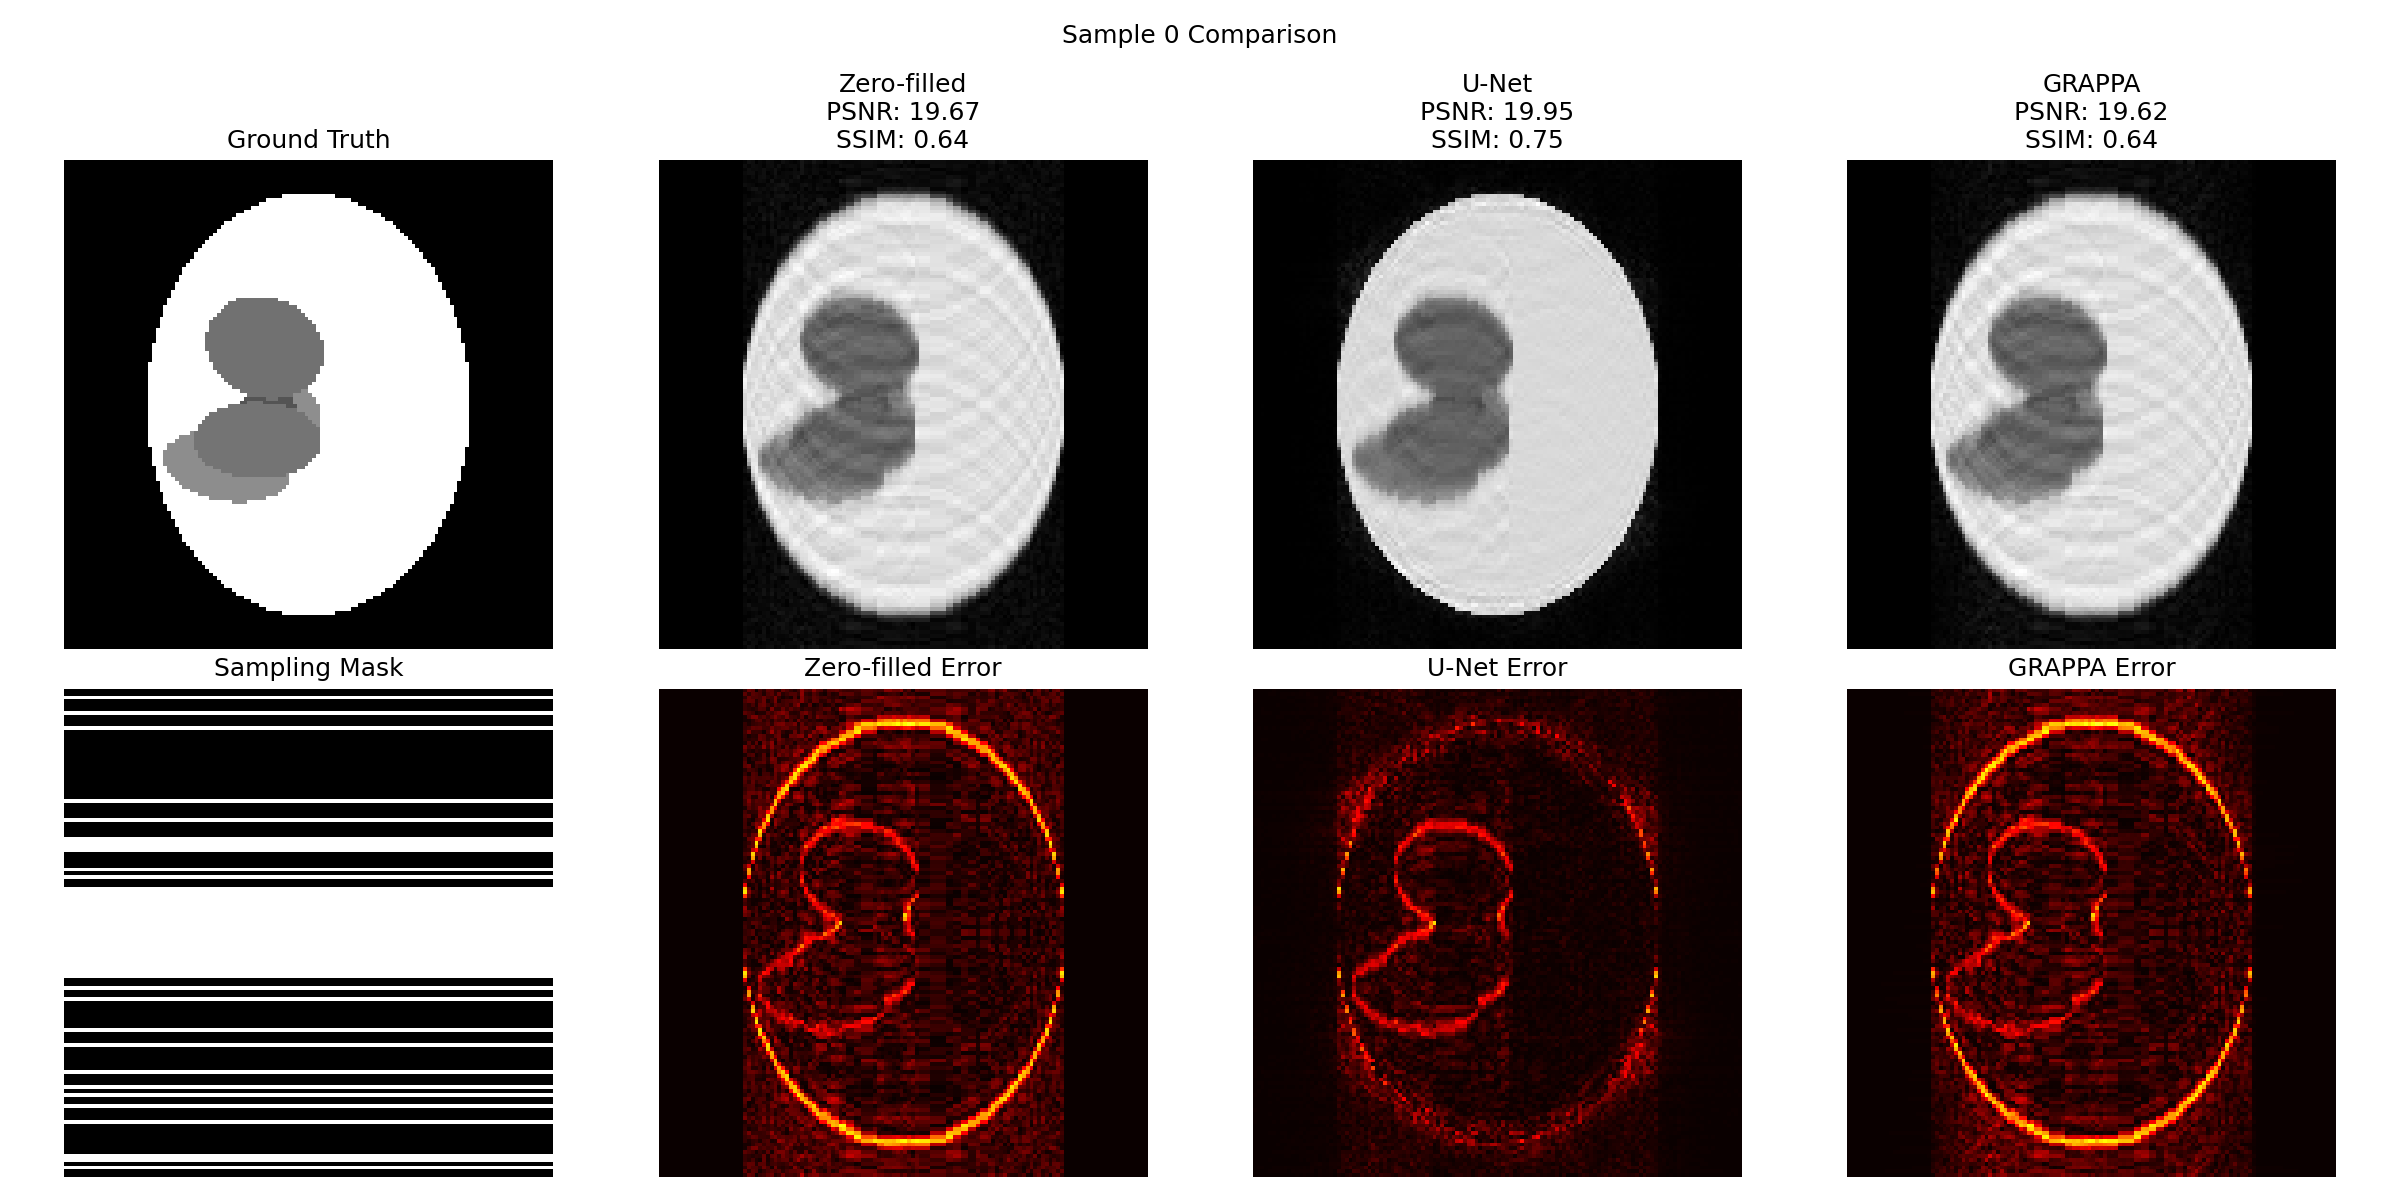 Sample 0 Comparison
Ground Truth
Zero-filled
PSNR: 19.67
SSIM: 0.64
U-Net
PSNR: 19.95
SSIM: 0.75
GRAPPA
PSNR: 19.62
SSIM: 0.64
Sampling Mask
Zero-filled Error
U-Net Error
GRAPPA Error